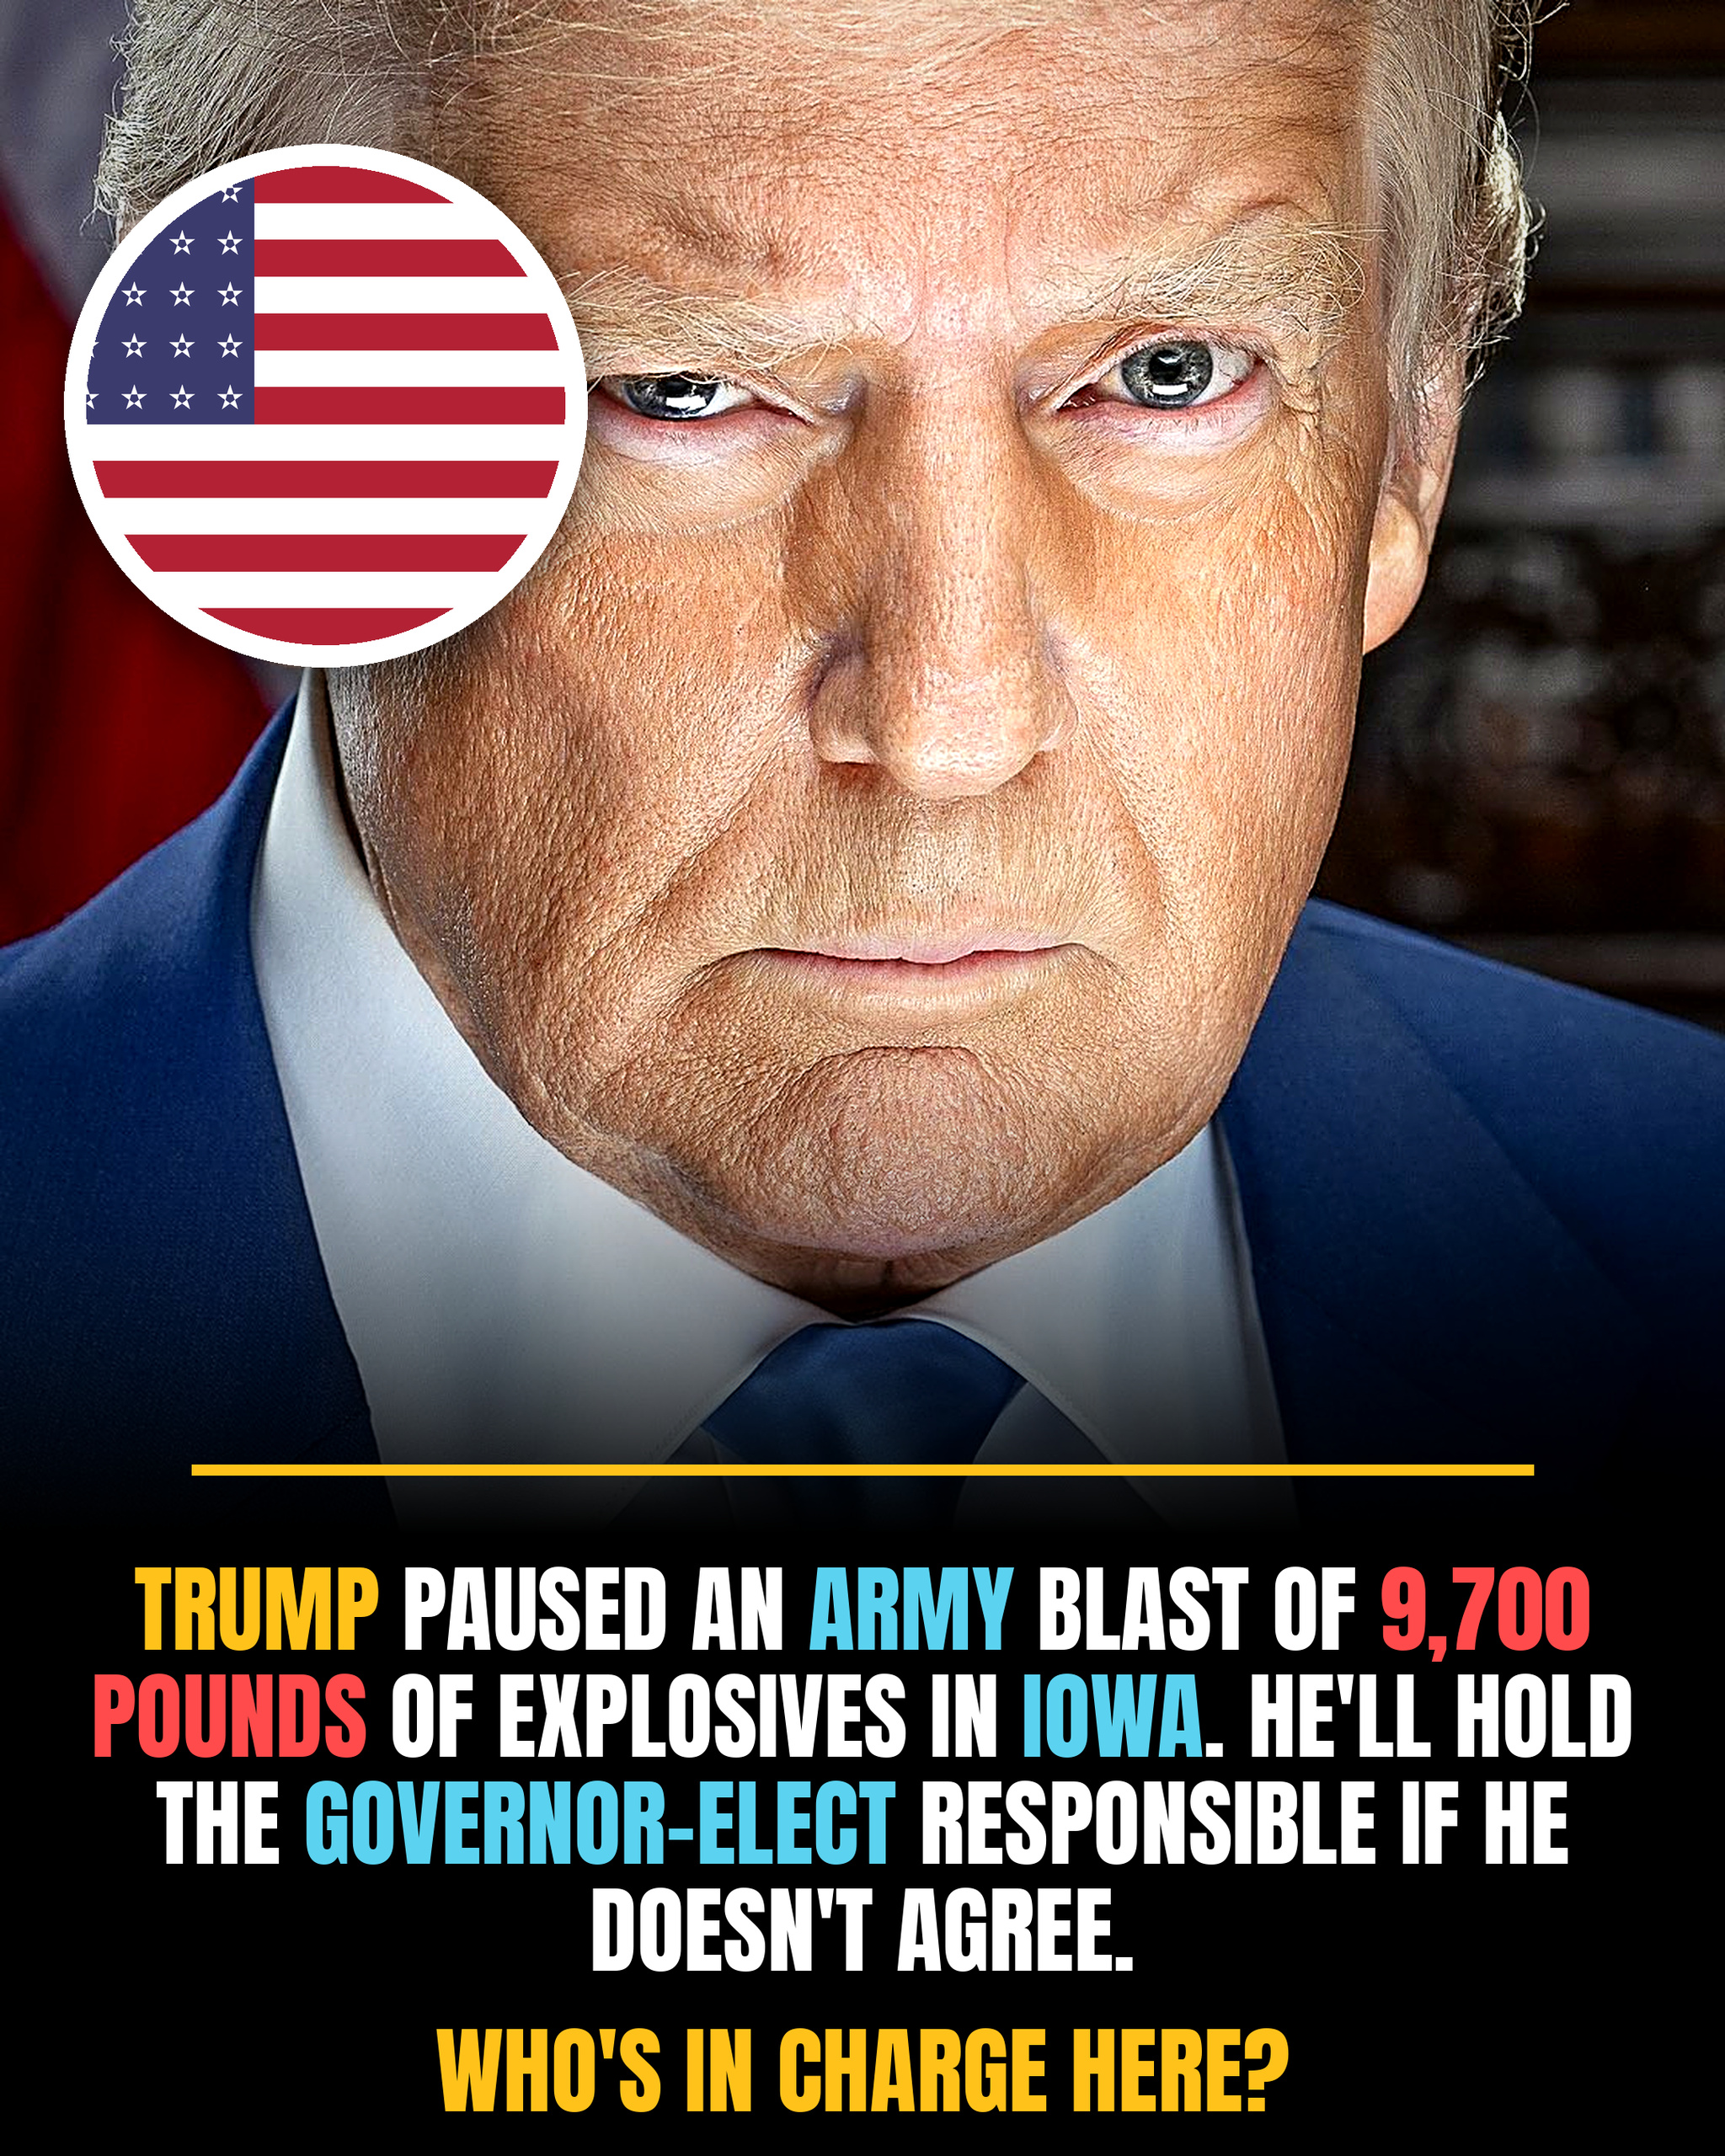 TRUMP PAUSED AN ARMY BLAST OF 9,700
POUNDS OF EXPLOSIVES IN IOWA. HE'LL HOLD
THE GOVERNOR-ELECT RESPONSIBLE IF HE
DOESN'T AGREE.
WHO'S IN CHARGE HERE?